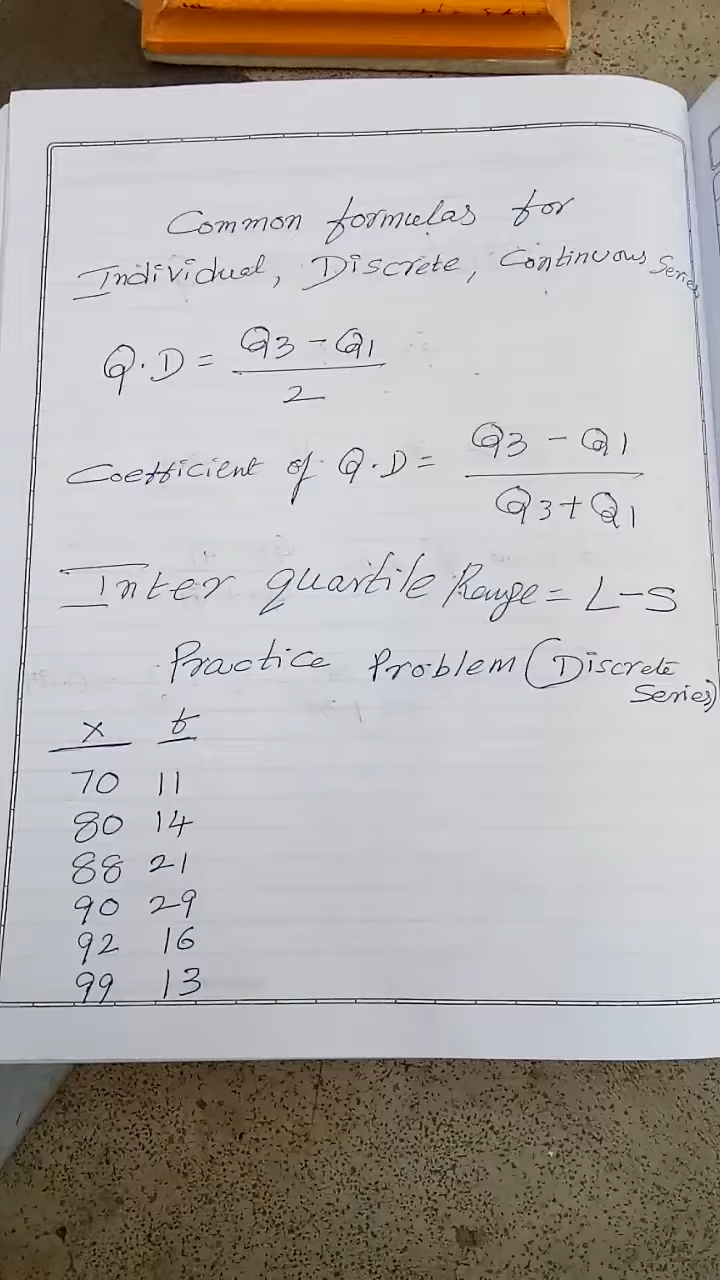 Common formulas for
Individual, Discrete, Continuous Series
Q.D = Q3 - Q1
2
Coefficient of Q.D = Q3 - Q1
Q3 + Q1
Inter quartile Range = L-S
Practice Problem (Discrete
Series)
x f
70 11
80 14
88 21
90 29
92 16
99 13